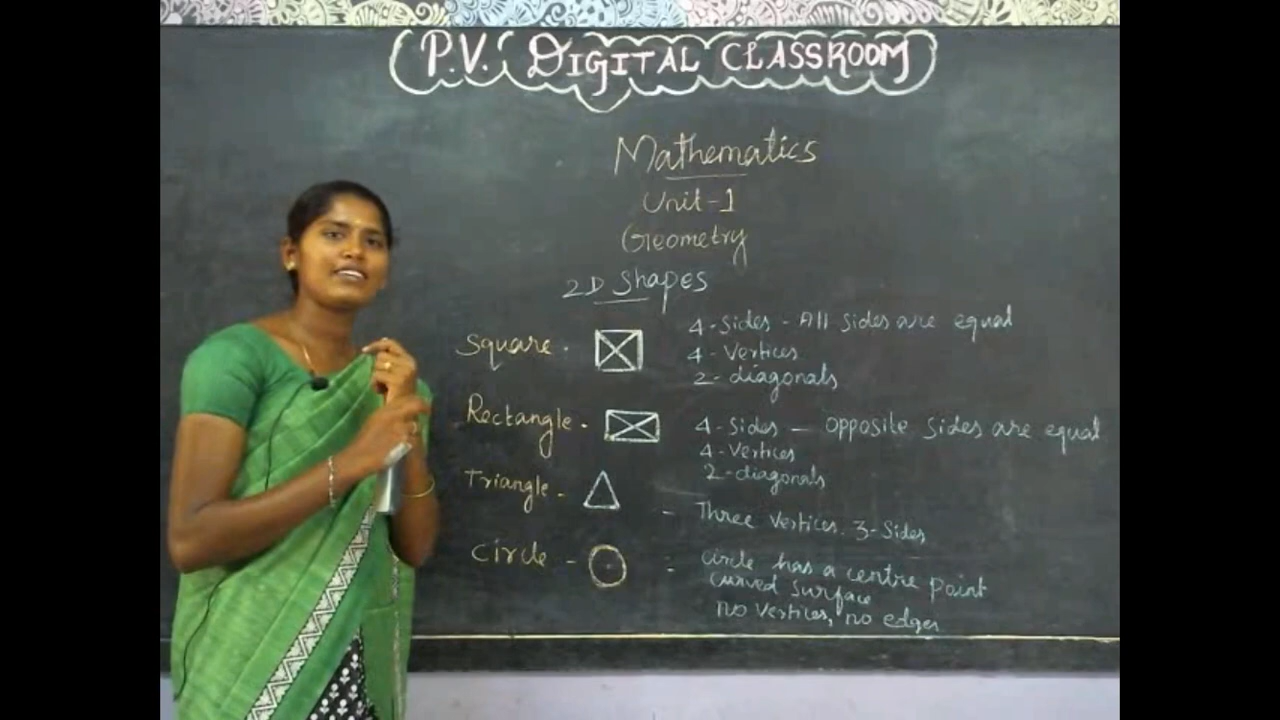 P.V. DIGITAL CLASSROOM
Mathematics
Unit-1
Geometry
2D Shapes
Square - 4-Sides - All sides are equal
4-Vertices
2-diagonals
Rectangle - 4-Sides - opposite sides are equal
4-Vertices
2-diagonals
Triangle - - Three Vertices. 3-Sides
Circle - - circle has a centre point
curved surface
no Vertices, no edges